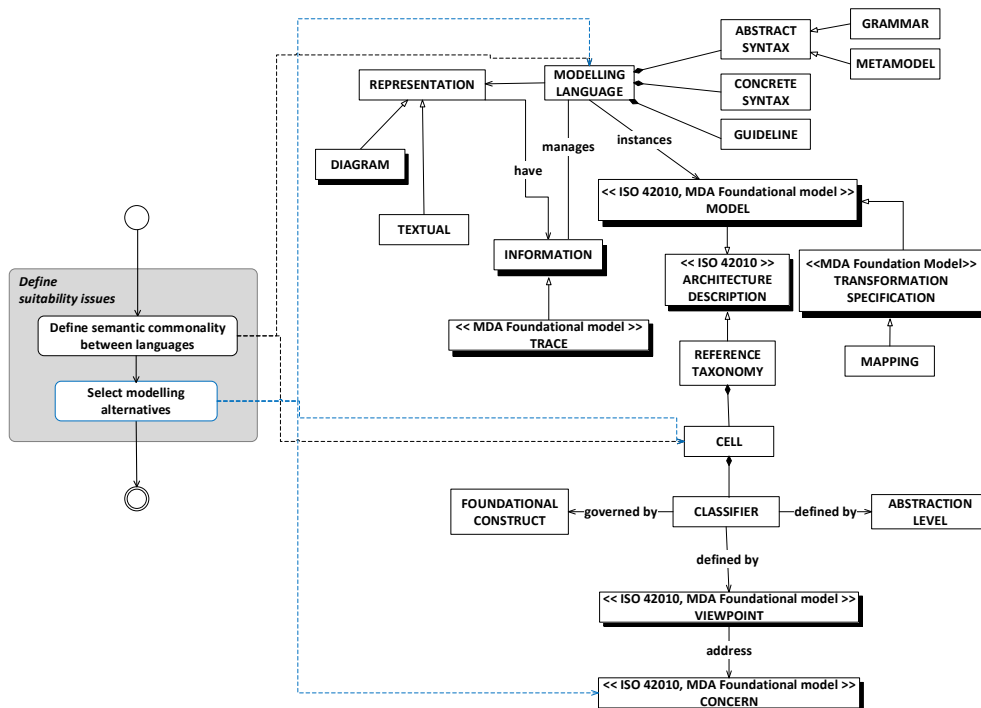 GRAMMAR
ABSTRACT
SYNTAX
METAMODEL
MODELLING
LANGUAGE
REPRESENTATION
CONCRETE
SYNTAX
GUIDELINE
manages
instances
DIAGRAM
have
<< ISO 42010, MDA Foundational model >>
MODEL
TEXTUAL
INFORMATION
<< ISO 42010 >>
ARCHITECTURE
DESCRIPTION
<<MDA Foundation Model>>
TRANSFORMATION
SPECIFICATION
Define
suitability issues
Define semantic commonality
between languages
<< MDA Foundational model >>
TRACE
REFERENCE
TAXONOMY
MAPPING
Select modelling
alternatives
CELL
FOUNDATIONAL
CONSTRUCT
governed by
CLASSIFIER
defined by
ABSTRACTION
LEVEL
defined by
<< ISO 42010, MDA Foundational model >>
VIEWPOINT
address
<< ISO 42010, MDA Foundational model >>
CONCERN